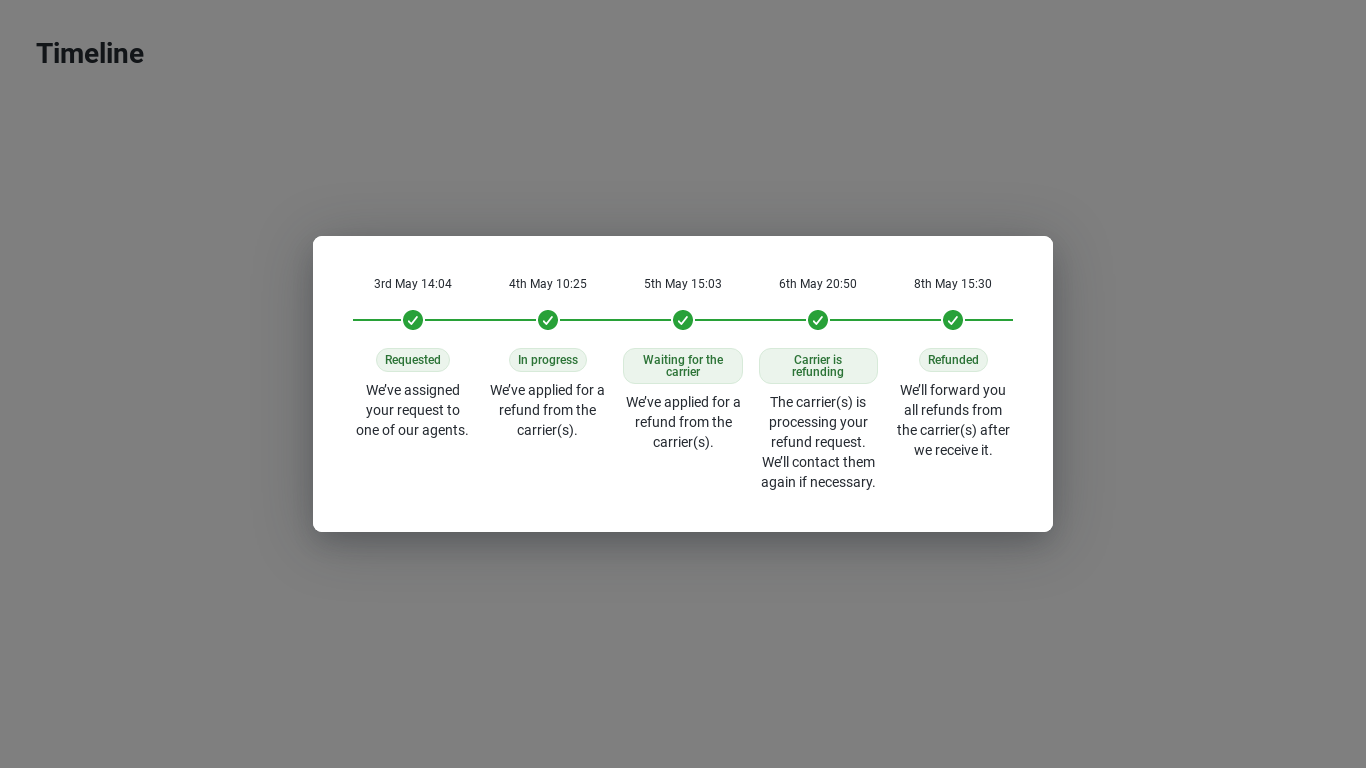 Timeline
3rd May 14:04
4th May 10:25
5th May 15:03
6th May 20:50
8th May 15:30
Requested
We’ve assigned
your request to
one of our agents.
In progress
We’ve applied for a
refund from the
carrier(s).
Waiting for the
carrier
We’ve applied for a
refund from the
carrier(s).
Carrier is
refunding
The carrier(s) is
processing your
refund request.
We’ll contact them
again if necessary.
Refunded
We’ll forward you
all refunds from
the carrier(s) after
we receive it.